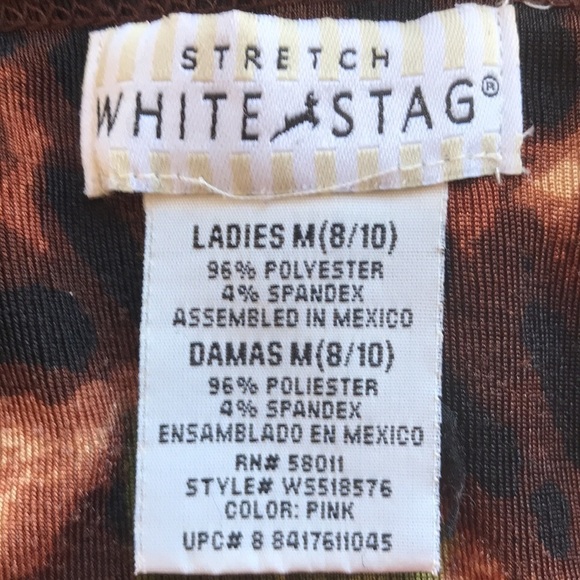 STRETCH
WHITE STAG®
LADIES M(8/10)
96% POLYESTER
4% SPANDEX
ASSEMBLED IN MEXICO
DAMAS M(8/10)
96% POLIESTER
4% SPANDEX
ENSAMBLADO EN MEXICO
RN# 58011
STYLE# WS518576
COLOR: PINK
UPC# 8 8417611045